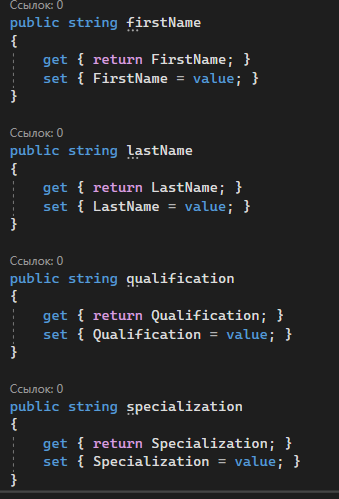 Ссылок: 0
public string firstName
{
get { return FirstName; }
set { FirstName = value; }
}
Ссылок: 0
public string lastName
{
get { return LastName; }
set { LastName = value; }
}
Ссылок: 0
public string qualification
{
get { return Qualification; }
set { Qualification = value; }
}
Ссылок: 0
public string specialization
{
get { return Specialization; }
set { Specialization = value; }
}